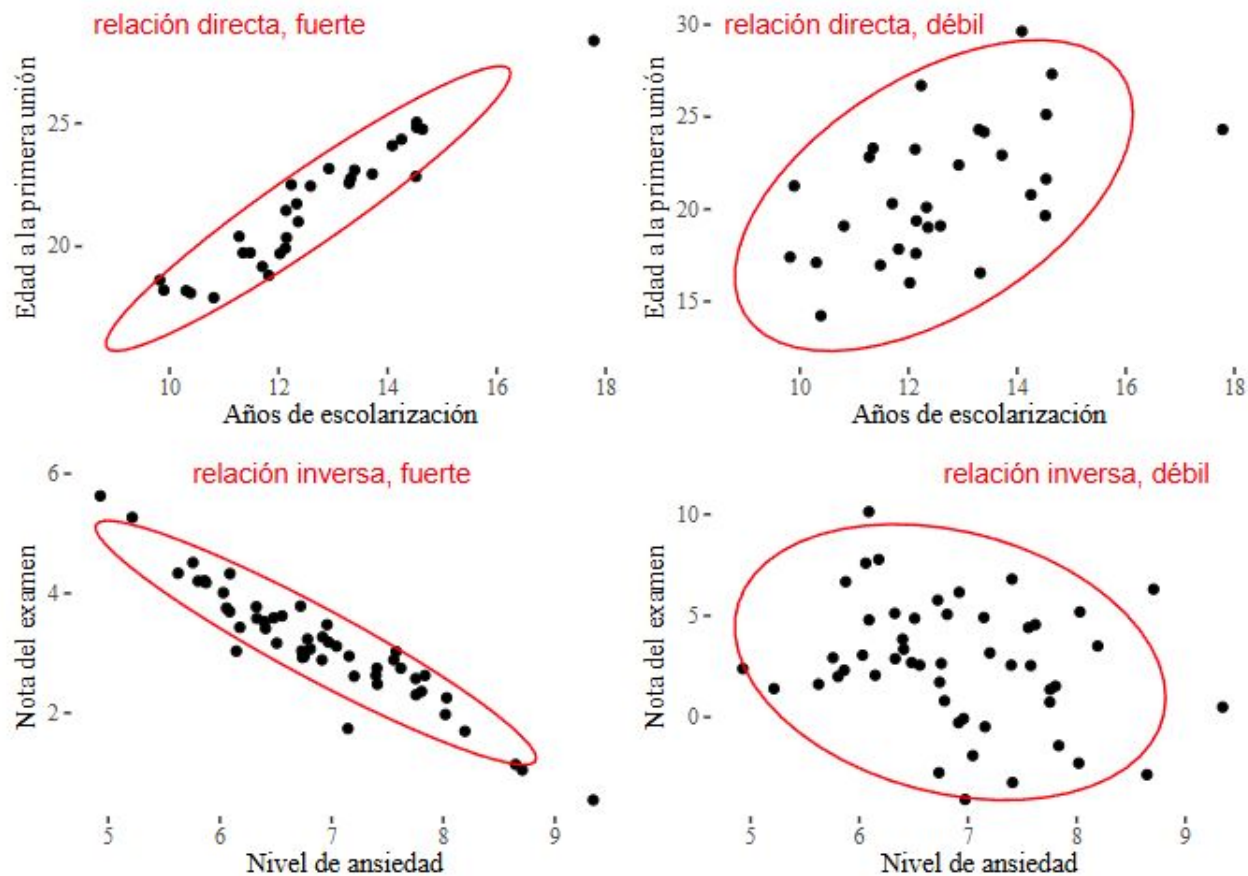 relación directa, fuerte
Edad a la primera unión
25
20
10 12 14 16 18
Años de escolarización
relación directa, débil
Edad a la primera unión
30
25
20
15
10 12 14 16 18
Años de escolarización
relación inversa, fuerte
Nota del examen
6
4
2
5 6 7 8 9
Nivel de ansiedad
relación inversa, débil
Nota del examen
10
5
0
5 6 7 8 9
Nivel de ansiedad